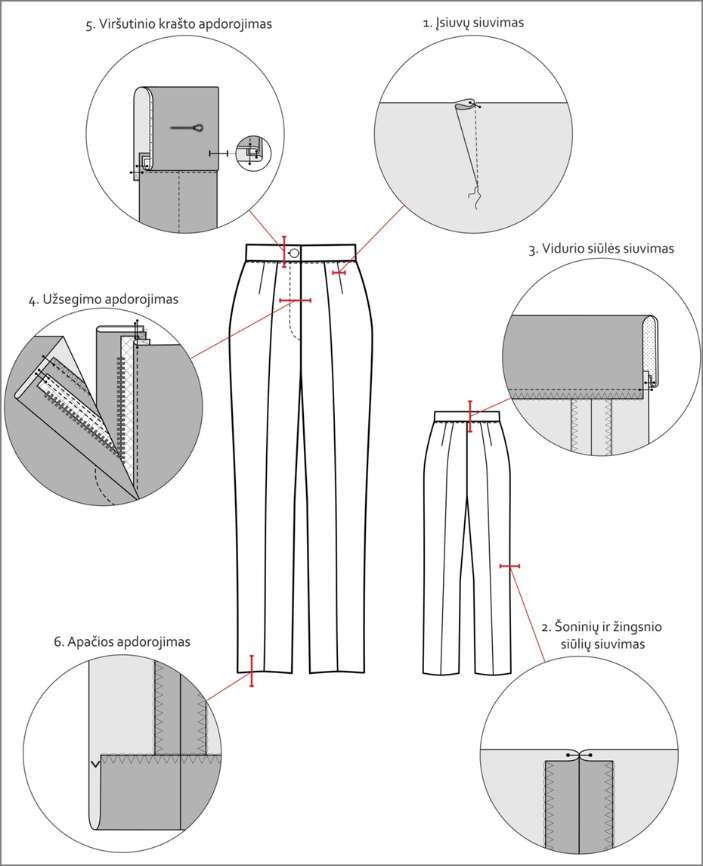 5. Viršutinio krašto apdorojimas
1. Įsiuvų siuvimas
3. Vidurio siūlės siuvimas
4. Užsegimo apdorojimas
6. Apačios apdorojimas
2. Šoninių ir žingsnio
siūlių siuvimas